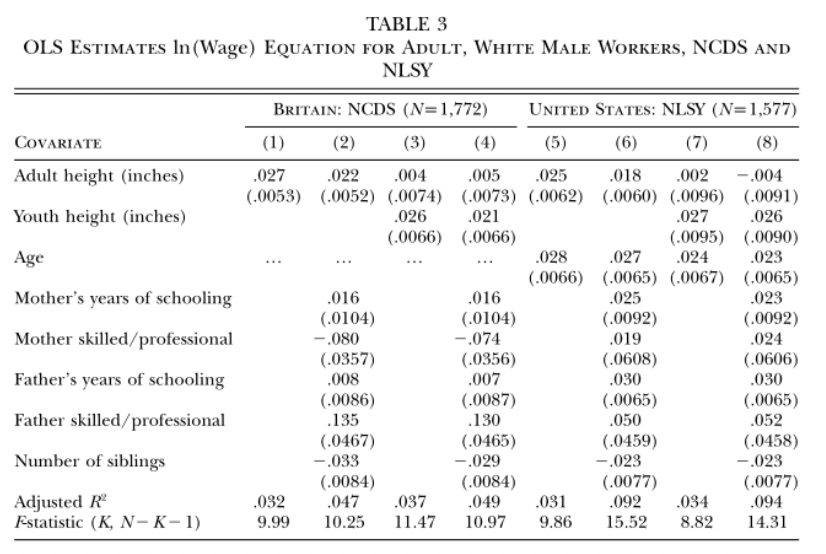 TABLE 3
OLS ESTIMATES ln(Wage) EQUATION FOR ADULT, WHITE MALE WORKERS, NCDS AND
NLSY
BRITAIN: NCDS (N=1,772) UNITED STATES: NLSY (N=1,577)
COVARIATE (1) (2) (3) (4) (5) (6) (7) (8)
Adult height (inches) .027 .022 .004 .005 .025 .018 .002 −.004
(.0053) (.0052) (.0074) (.0073) (.0062) (.0060) (.0096) (.0091)
Youth height (inches) .026 .021 .027 .026
(.0066) (.0066) (.0095) (.0090)
Age ... ... ... ... .028 .027 .024 .023
(.0066) (.0065) (.0067) (.0065)
Mother's years of schooling .016 .016 .025 .023
(.0104) (.0104) (.0092) (.0092)
Mother skilled/professional −.080 −.074 .019 .024
(.0357) (.0356) (.0608) (.0606)
Father's years of schooling .008 .007 .030 .030
(.0086) (.0087) (.0065) (.0065)
Father skilled/professional .135 .130 .050 .052
(.0467) (.0465) (.0459) (.0458)
Number of siblings −.033 −.029 −.023 −.023
(.0084) (.0084) (.0077) (.0077)
Adjusted R² .032 .047 .037 .049 .031 .092 .034 .094
F-statistic (K, N−K−1) 9.99 10.25 11.47 10.97 9.86 15.52 8.82 14.31